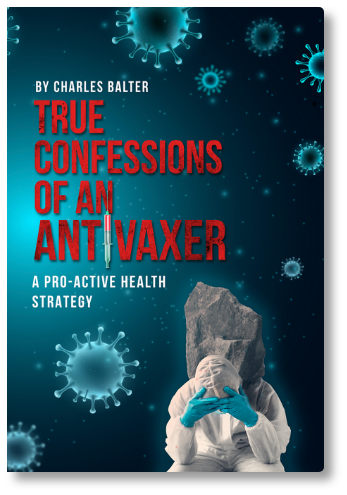 BY CHARLES BALTER
TRUE
CONFESSIONS
OF AN
ANTIVAXER
A PRO-ACTIVE HEALTH
STRATEGY